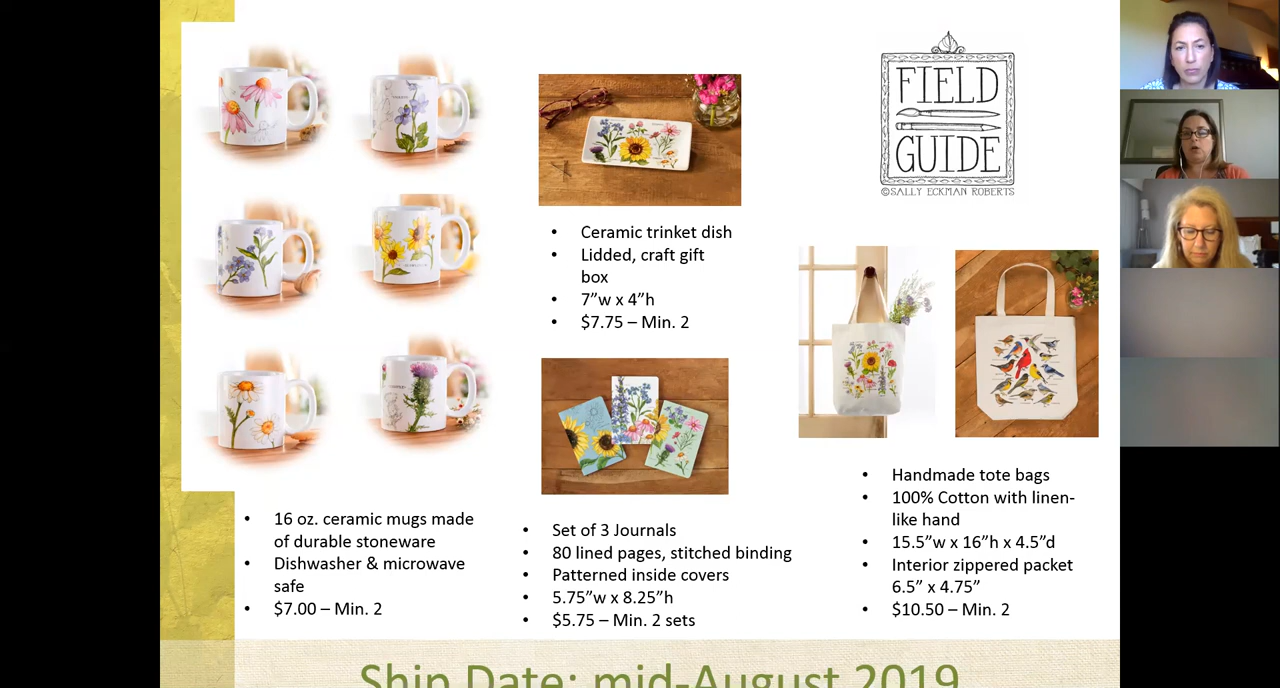 FIELD
GUIDE
©SALLY ECKMAN ROBERTS
• Ceramic trinket dish
• Lidded, craft gift
box
• 7”w x 4”h
• $7.75 – Min. 2
• 16 oz. ceramic mugs made
of durable stoneware
• Dishwasher & microwave
safe
• $7.00 – Min. 2
• Set of 3 Journals
• 80 lined pages, stitched binding
• Patterned inside covers
• 5.75”w x 8.25”h
• $5.75 – Min. 2 sets
• Handmade tote bags
• 100% Cotton with linen-
like hand
• 15.5”w x 16”h x 4.5”d
• Interior zippered packet
6.5” x 4.75”
• $10.50 – Min. 2
Ship Date: mid-August 2019